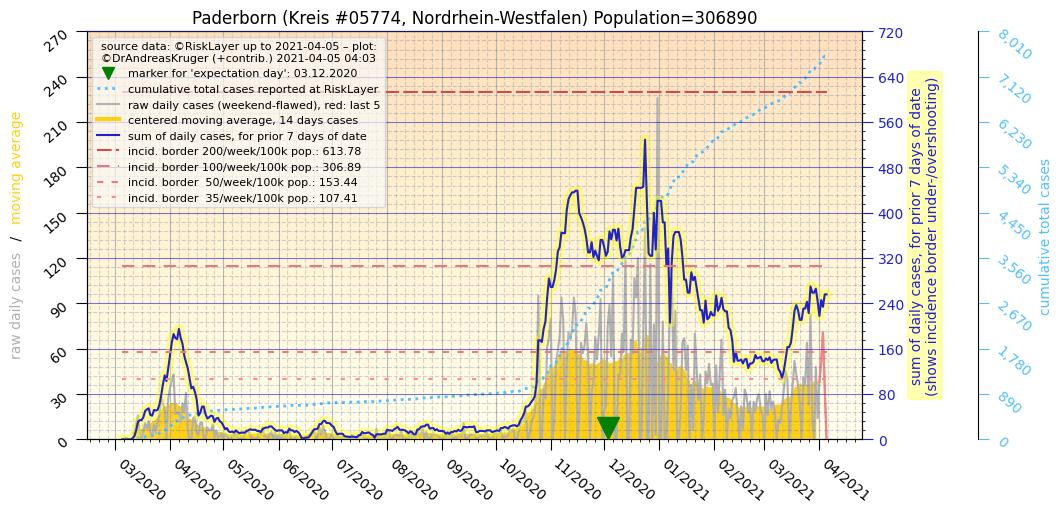 Paderborn (Kreis #05774, Nordrhein-Westfalen) Population=306890
source data: ©RiskLayer up to 2021-04-05 – plot:
©DrAndreasKruger (+contrib.) 2021-04-05 04:03
marker for 'expectation day': 03.12.2020
cumulative total cases reported at RiskLayer
raw daily cases (weekend-flawed), red: last 5
centered moving average, 14 days cases
sum of daily cases, for prior 7 days of date
incid. border 200/week/100k pop.: 613.78
incid. border 100/week/100k pop.: 306.89
incid. border  50/week/100k pop.: 153.44
incid. border  35/week/100k pop.: 107.41
raw daily cases / moving average
270
240
210
180
150
120
90
60
30
0
03/2020
04/2020
05/2020
06/2020
07/2020
08/2020
09/2020
10/2020
11/2020
12/2020
01/2021
02/2021
03/2021
04/2021
720
640
560
480
400
320
240
160
80
0
sum of daily cases, for prior 7 days of date
(shows incidence border under-/overshooting)
8,010
7,120
6,230
5,340
4,450
3,560
2,670
1,780
890
0
cumulative total cases